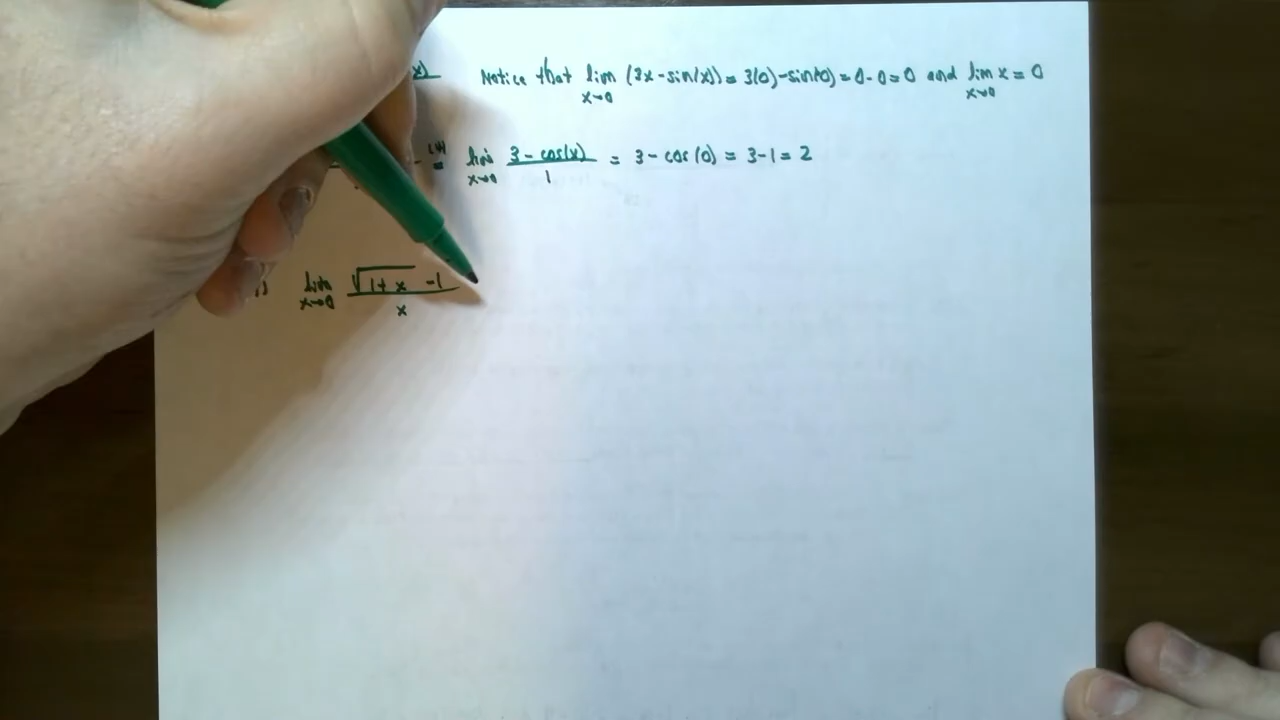 x) Notice that lim (3x-sin(x)) = 3(0)-sin(0) = 0-0=0 and lim x = 0
x→0 x→0
(H) = lim 3-cos(x) = 3-cos(0) = 3-1 = 2
x→0 1
) lim √1+x -1
x→0 x